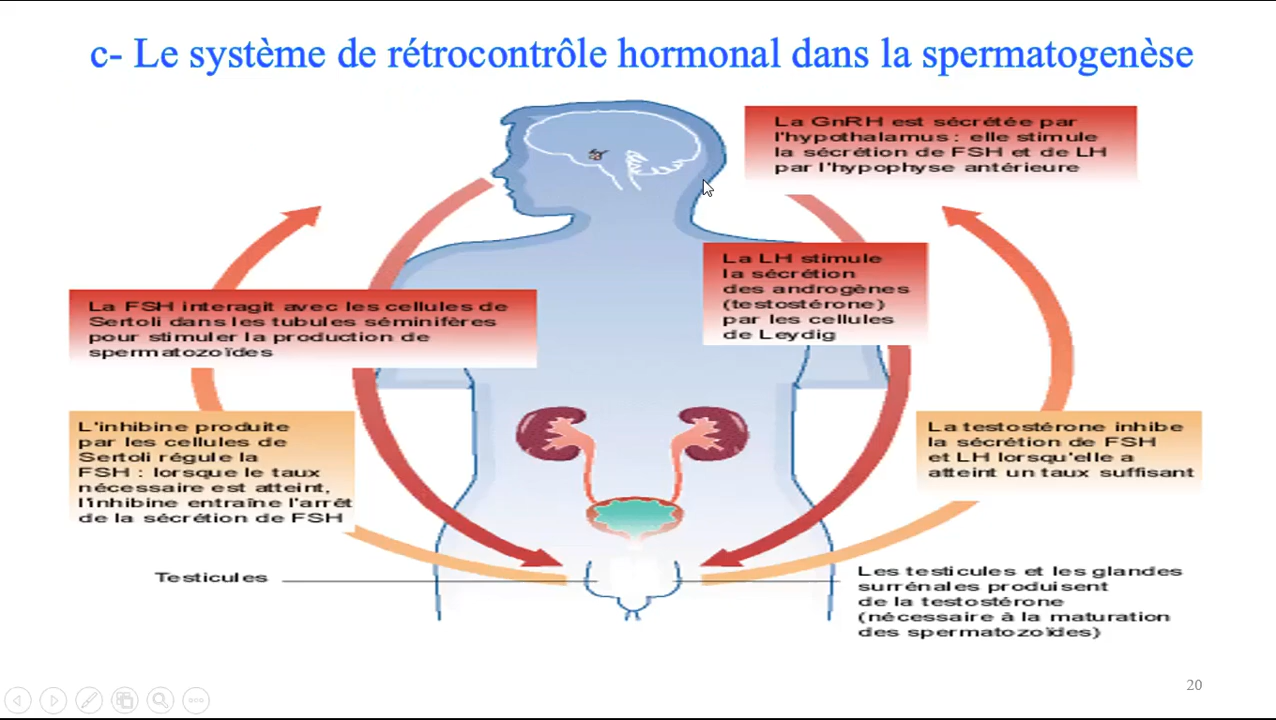 c- Le système de rétrocontrôle hormonal dans la spermatogenèse
La GnRH est sécrétée par
l'hypothalamus : elle stimule
la sécrétion de FSH et de LH
par l'hypophyse antérieure
La LH stimule
la sécrétion
des androgènes
(testostérone)
par les cellules
de Leydig
La FSH interagit avec les cellules de
Sertoli dans les tubules séminifères
pour stimuler la production de
spermatozoïdes
L'inhibine produite
par les cellules de
Sertoli régule la
FSH : lorsque le taux
nécessaire est atteint,
l'inhibine entraîne l'arrêt
de la sécrétion de FSH
La testostérone inhibe
la sécrétion de FSH
et LH lorsqu'elle a
atteint un taux suffisant
Testicules
Les testicules et les glandes
surrénales produisent
de la testostérone
(nécessaire à la maturation
des spermatozoïdes)
20